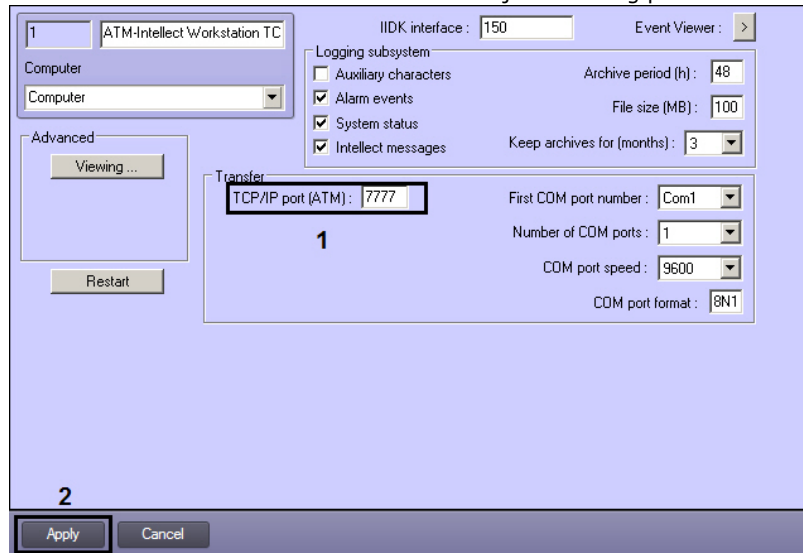 1
ATM-Intellect Workstation TC
IIDK interface : 150
Event Viewer : >
Computer
Computer
Logging subsystem
Auxiliary characters
Alarm events
System status
Intellect messages
Archive period (h) : 48
File size (MB) : 100
Keep archives for (months) : 3
Advanced
Viewing ...
Restart
Transfer
TCP/IP port (ATM) : 7777
1
First COM port number : Com1
Number of COM ports : 1
COM port speed : 9600
COM port format : 8N1
2
Apply
Cancel